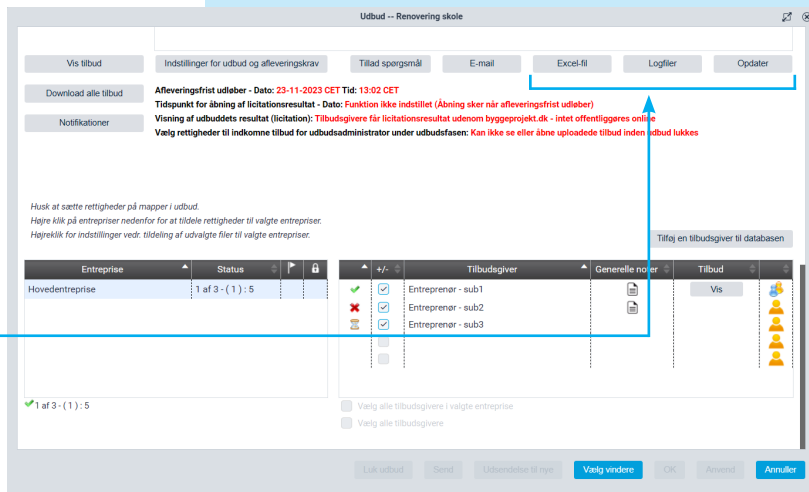 Udbud -- Renovering skole
Vis tilbud
Indstillinger for udbud og afleveringskrav
Tillad spørgsmål
E-mail
Excel-fil
Logfiler
Opdater
Download alle tilbud
Notifikationer
Afleveringsfrist udløber - Dato: 23-11-2023 CET Tid: 13:02 CET
Tidspunkt for åbning af licitationsresultat - Dato: Funktion ikke indstillet (Åbning sker når afleveringsfrist udløber)
Visning af udbuddets resultat (licitation): Tilbudsgivere får licitationsresultat udenom byggeprojekt.dk - intet offentliggøres online
Vælg rettigheder til indkomne tilbud for udbudsadministrator under udbudsfasen: Kan ikke se eller åbne uploadede tilbud inden udbud lukkes
Husk at sætte rettigheder på mapper i udbud.
Højre klik på entrepriser nedenfor for at tildele rettigheder til valgte entrepriser.
Højreklik for indstillinger vedr. tildeling af udvalgte filer til valgte entrepriser.
Tilføj en tilbudsgiver til databasen
Entreprise Status
Hovedentreprise 1 af 3 - ( 1 ) : 5
+/- Tilbudsgiver Generelle noter Tilbud
Entreprenør - sub1 Vis
Entreprenør - sub2
Entreprenør - sub3
1 af 3 - ( 1 ) : 5
Vælg alle tilbudsgivere i valgte entreprise
Vælg alle tilbudsgivere
Luk udbud
Send
Udsendelse til nye
Vælg vindere
OK
Anvend
Annuller